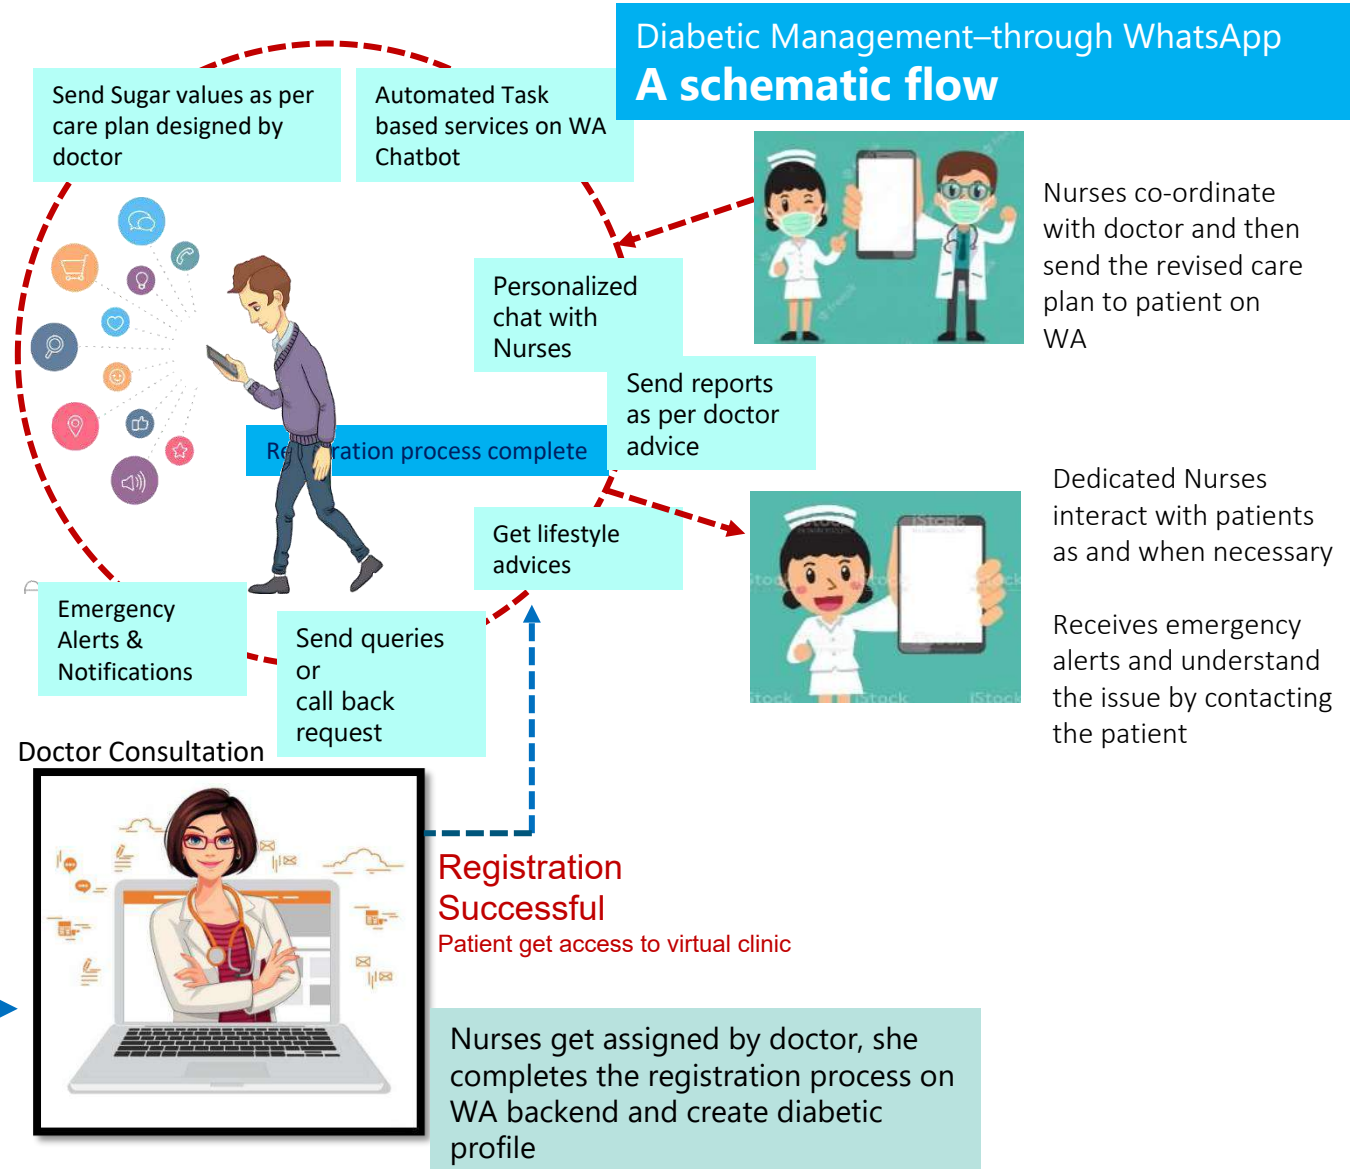 Diabetic Management–through WhatsApp
A schematic flow
Send Sugar values as per
care plan designed by
doctor
Automated Task
based services on WA
Chatbot
Nurses co-ordinate
with doctor and then
send the revised care
plan to patient on
WA
Personalized
chat with
Nurses
Send reports
as per doctor
advice
ration process complete
Dedicated Nurses
interact with patients
as and when necessary
Receives emergency
alerts and understand
the issue by contacting
the patient
iStock
iStock
iStock
iStock
Get lifestyle
advices
Emergency
Alerts &
Notifications
Send queries
or
call back
request
Doctor Consultation
Registration
Successful
Patient get access to virtual clinic
Nurses get assigned by doctor, she
completes the registration process on
WA backend and create diabetic
profile